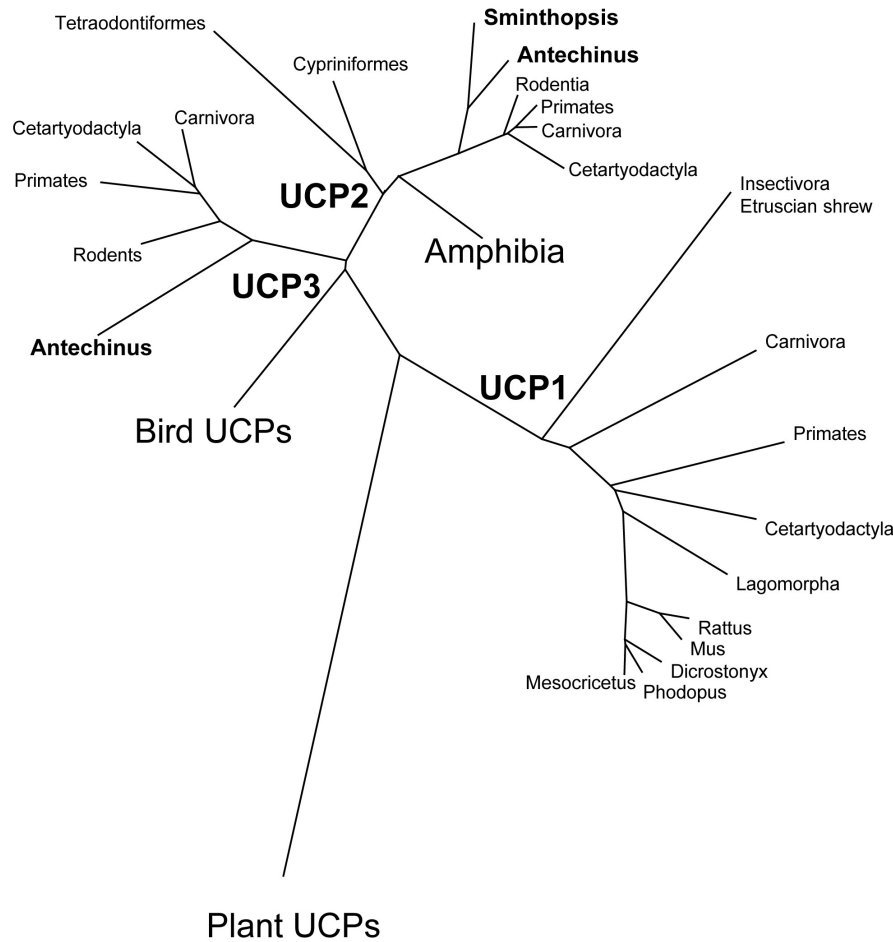 Sminthopsis
Tetraodontiformes
Antechinus
Cypriniformes
Rodentia
Primates
Carnivora
Cetartyodactyla
Carnivora
Cetartyodactyla
Primates
Insectivora
Etruscian shrew
UCP2
Amphibia
Rodents
UCP3
Antechinus
Carnivora
UCP1
Bird UCPs
Primates
Cetartyodactyla
Lagomorpha
Rattus
Mus
Dicrostonyx
Mesocricetus
Phodopus
Plant UCPs